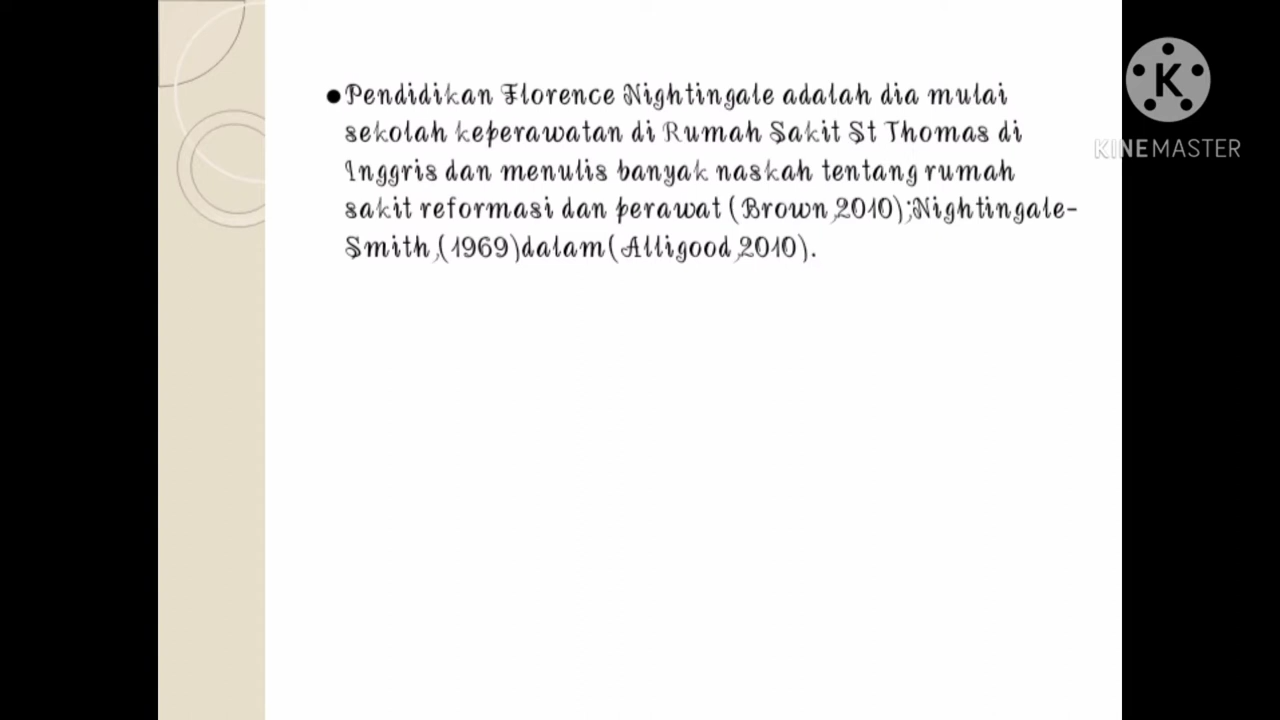 ●Pendidikan Florence Nightingale adalah dia mulai
sekolah keperawatan di Rumah Sakit St Thomas di
Inggris dan menulis banyak naskah tentang rumah
sakit reformasi dan perawat (Brown,2010);Nightingale-
Smith,(1969)dalam(Alligood,2010).
K
KINEMASTER